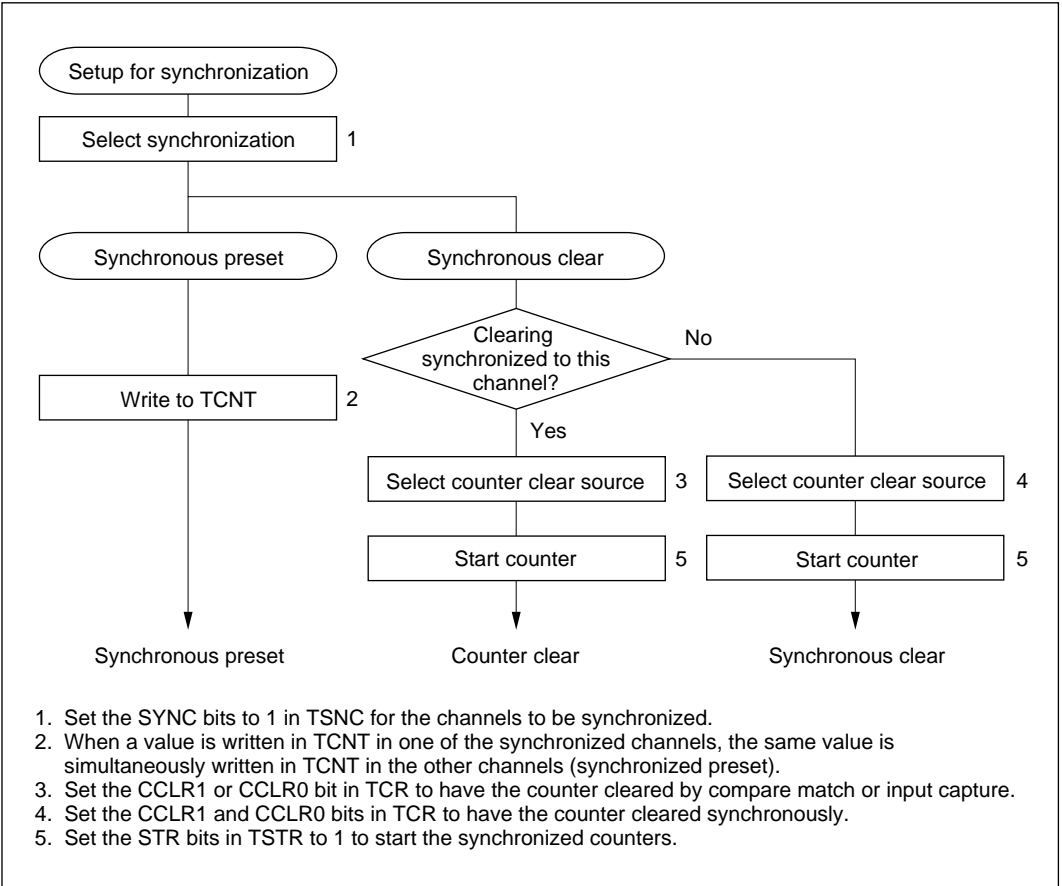 Setup for synchronization
Select synchronization 1
Synchronous preset
Synchronous clear
Clearing
synchronized to this
channel?
No
Write to TCNT 2
Yes
Select counter clear source 3
Select counter clear source 4
Start counter 5
Start counter 5
Synchronous preset
Counter clear
Synchronous clear
1. Set the SYNC bits to 1 in TSNC for the channels to be synchronized.
2. When a value is written in TCNT in one of the synchronized channels, the same value is
simultaneously written in TCNT in the other channels (synchronized preset).
3. Set the CCLR1 or CCLR0 bit in TCR to have the counter cleared by compare match or input capture.
4. Set the CCLR1 and CCLR0 bits in TCR to have the counter cleared synchronously.
5. Set the STR bits in TSTR to 1 to start the synchronized counters.